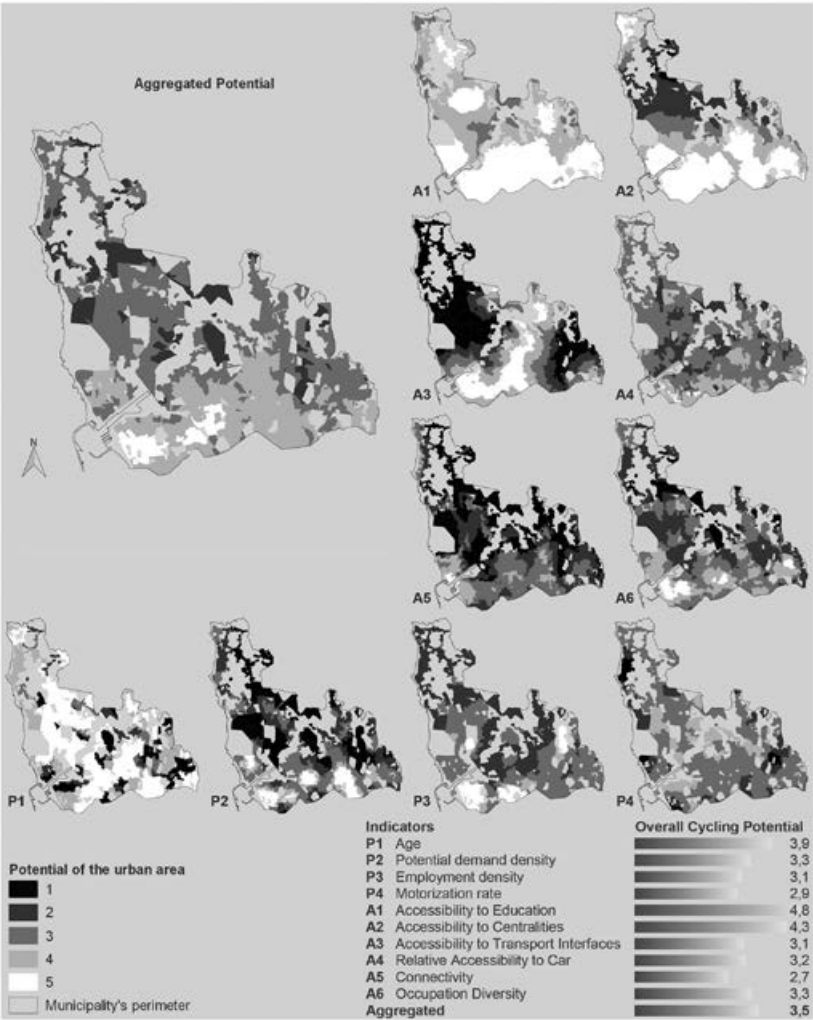 Aggregated Potential
A1
A2
N
A3
A4
A5
A6
P1
P2
P3
P4
Potential of the urban area
1
2
3
4
5
Municipality's perimeter
Indicators Overall Cycling Potential
P1 Age 3,9
P2 Potential demand density 3,3
P3 Employment density 3,1
P4 Motorization rate 2,9
A1 Accessibility to Education 4,8
A2 Accessibility to Centralities 4,3
A3 Accessibility to Transport Interfaces 3,1
A4 Relative Accessibility to Car 3,2
A5 Connectivity 2,7
A6 Occupation Diversity 3,3
Aggregated 3,5